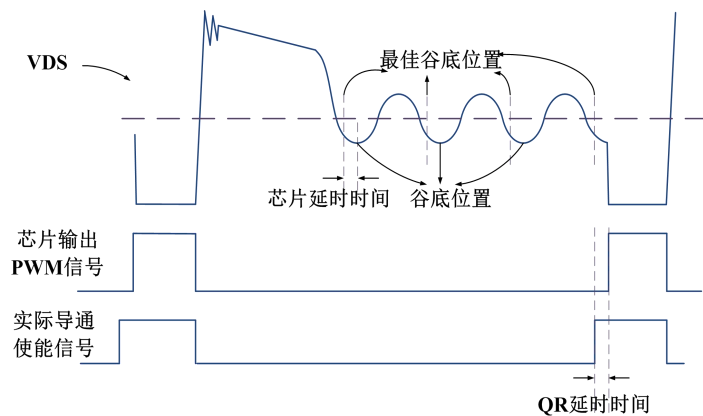 最佳谷底位置
VDS
芯片延时时间
谷底位置
芯片输出
PWM信号
实际导通
使能信号
QR延时时间